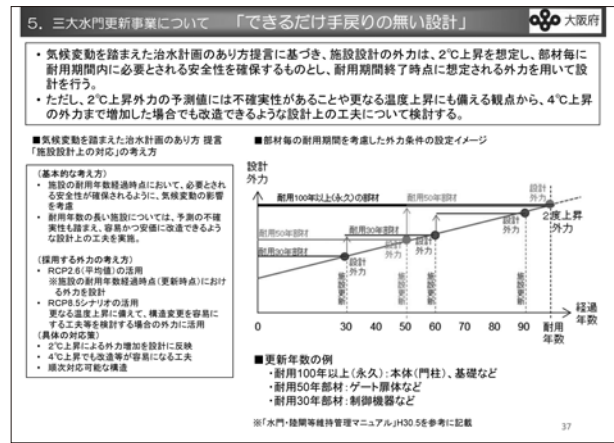 5. 三大水門更新事業について 「できるだけ手戻りの無い設計」
大阪府
・気候変動を踏まえた治水計画のあり方提言に基づき、施設設計の外力は、2℃上昇を想定し、部材毎に
耐用期間内に必要とされる安全性を確保するものとし、耐用期間終了時点に想定される外力を用いて設
計を行う。
・ただし、2℃上昇外力の予測値には不確実性があることや更なる温度上昇にも備える観点から、4℃上昇
の外力まで増加した場合でも改造できるような設計上の工夫について検討する。
■気候変動を踏まえた治水計画のあり方 提言
「施設設計上の対応」の考え方
(基本的な考え方)
・ 施設の耐用年数経過時点において、必要とされ
る安全性が確保されるように、気候変動の影響
を考慮
・ 耐用年数の長い施設については、予測の不確
実性も踏まえ、容易かつ安価に改造できるよう
な設計上の工夫を実施。
(採用する外力の考え方)
・ RCP2.6(平均値)の活用
※施設の耐用年数経過時点(更新時点)におけ
る外力を設計
・ RCP8.5シナリオの活用
更なる温度上昇に備えて、構造変更を容易に
する工夫等を検討する場合の外力に活用
(具体の対応策)
・ 2℃上昇による外力増加を設計に反映
・ 4℃上昇でも改造等が容易になる工夫
・ 順次対応可能な構造
■部材毎の耐用期間を考慮した外力条件の設定イメージ
設計
外力
耐用100年以上(永久)の部材
耐用50年部材
設計
外力
2度上昇
外力
耐用50年部材
耐用30年部材
耐用30年部材
設計
外力
設計
外力
設計
外力
設計
外力
0 30 50 60 70 80 90
耐用
年数
経過
年数
■更新年数の例
・耐用100年以上(永久):本体(門柱)、基礎など
・耐用50年部材:ゲート扉体など
・耐用30年部材:制御機器など
※「水門・陸閘等維持管理マニュアル」H30.5を参考に記載
37